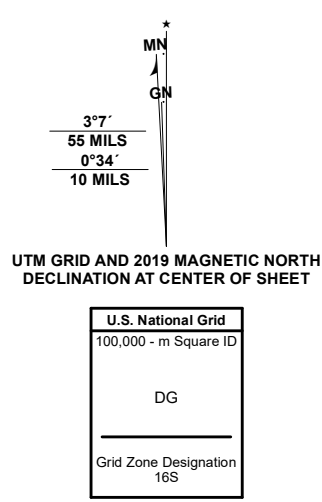 MN
GN
3°7´
55 MILS
0°34´
10 MILS
UTM GRID AND 2019 MAGNETIC NORTH
DECLINATION AT CENTER OF SHEET
U.S. National Grid
100,000 - m Square ID
DG
Grid Zone Designation
16S